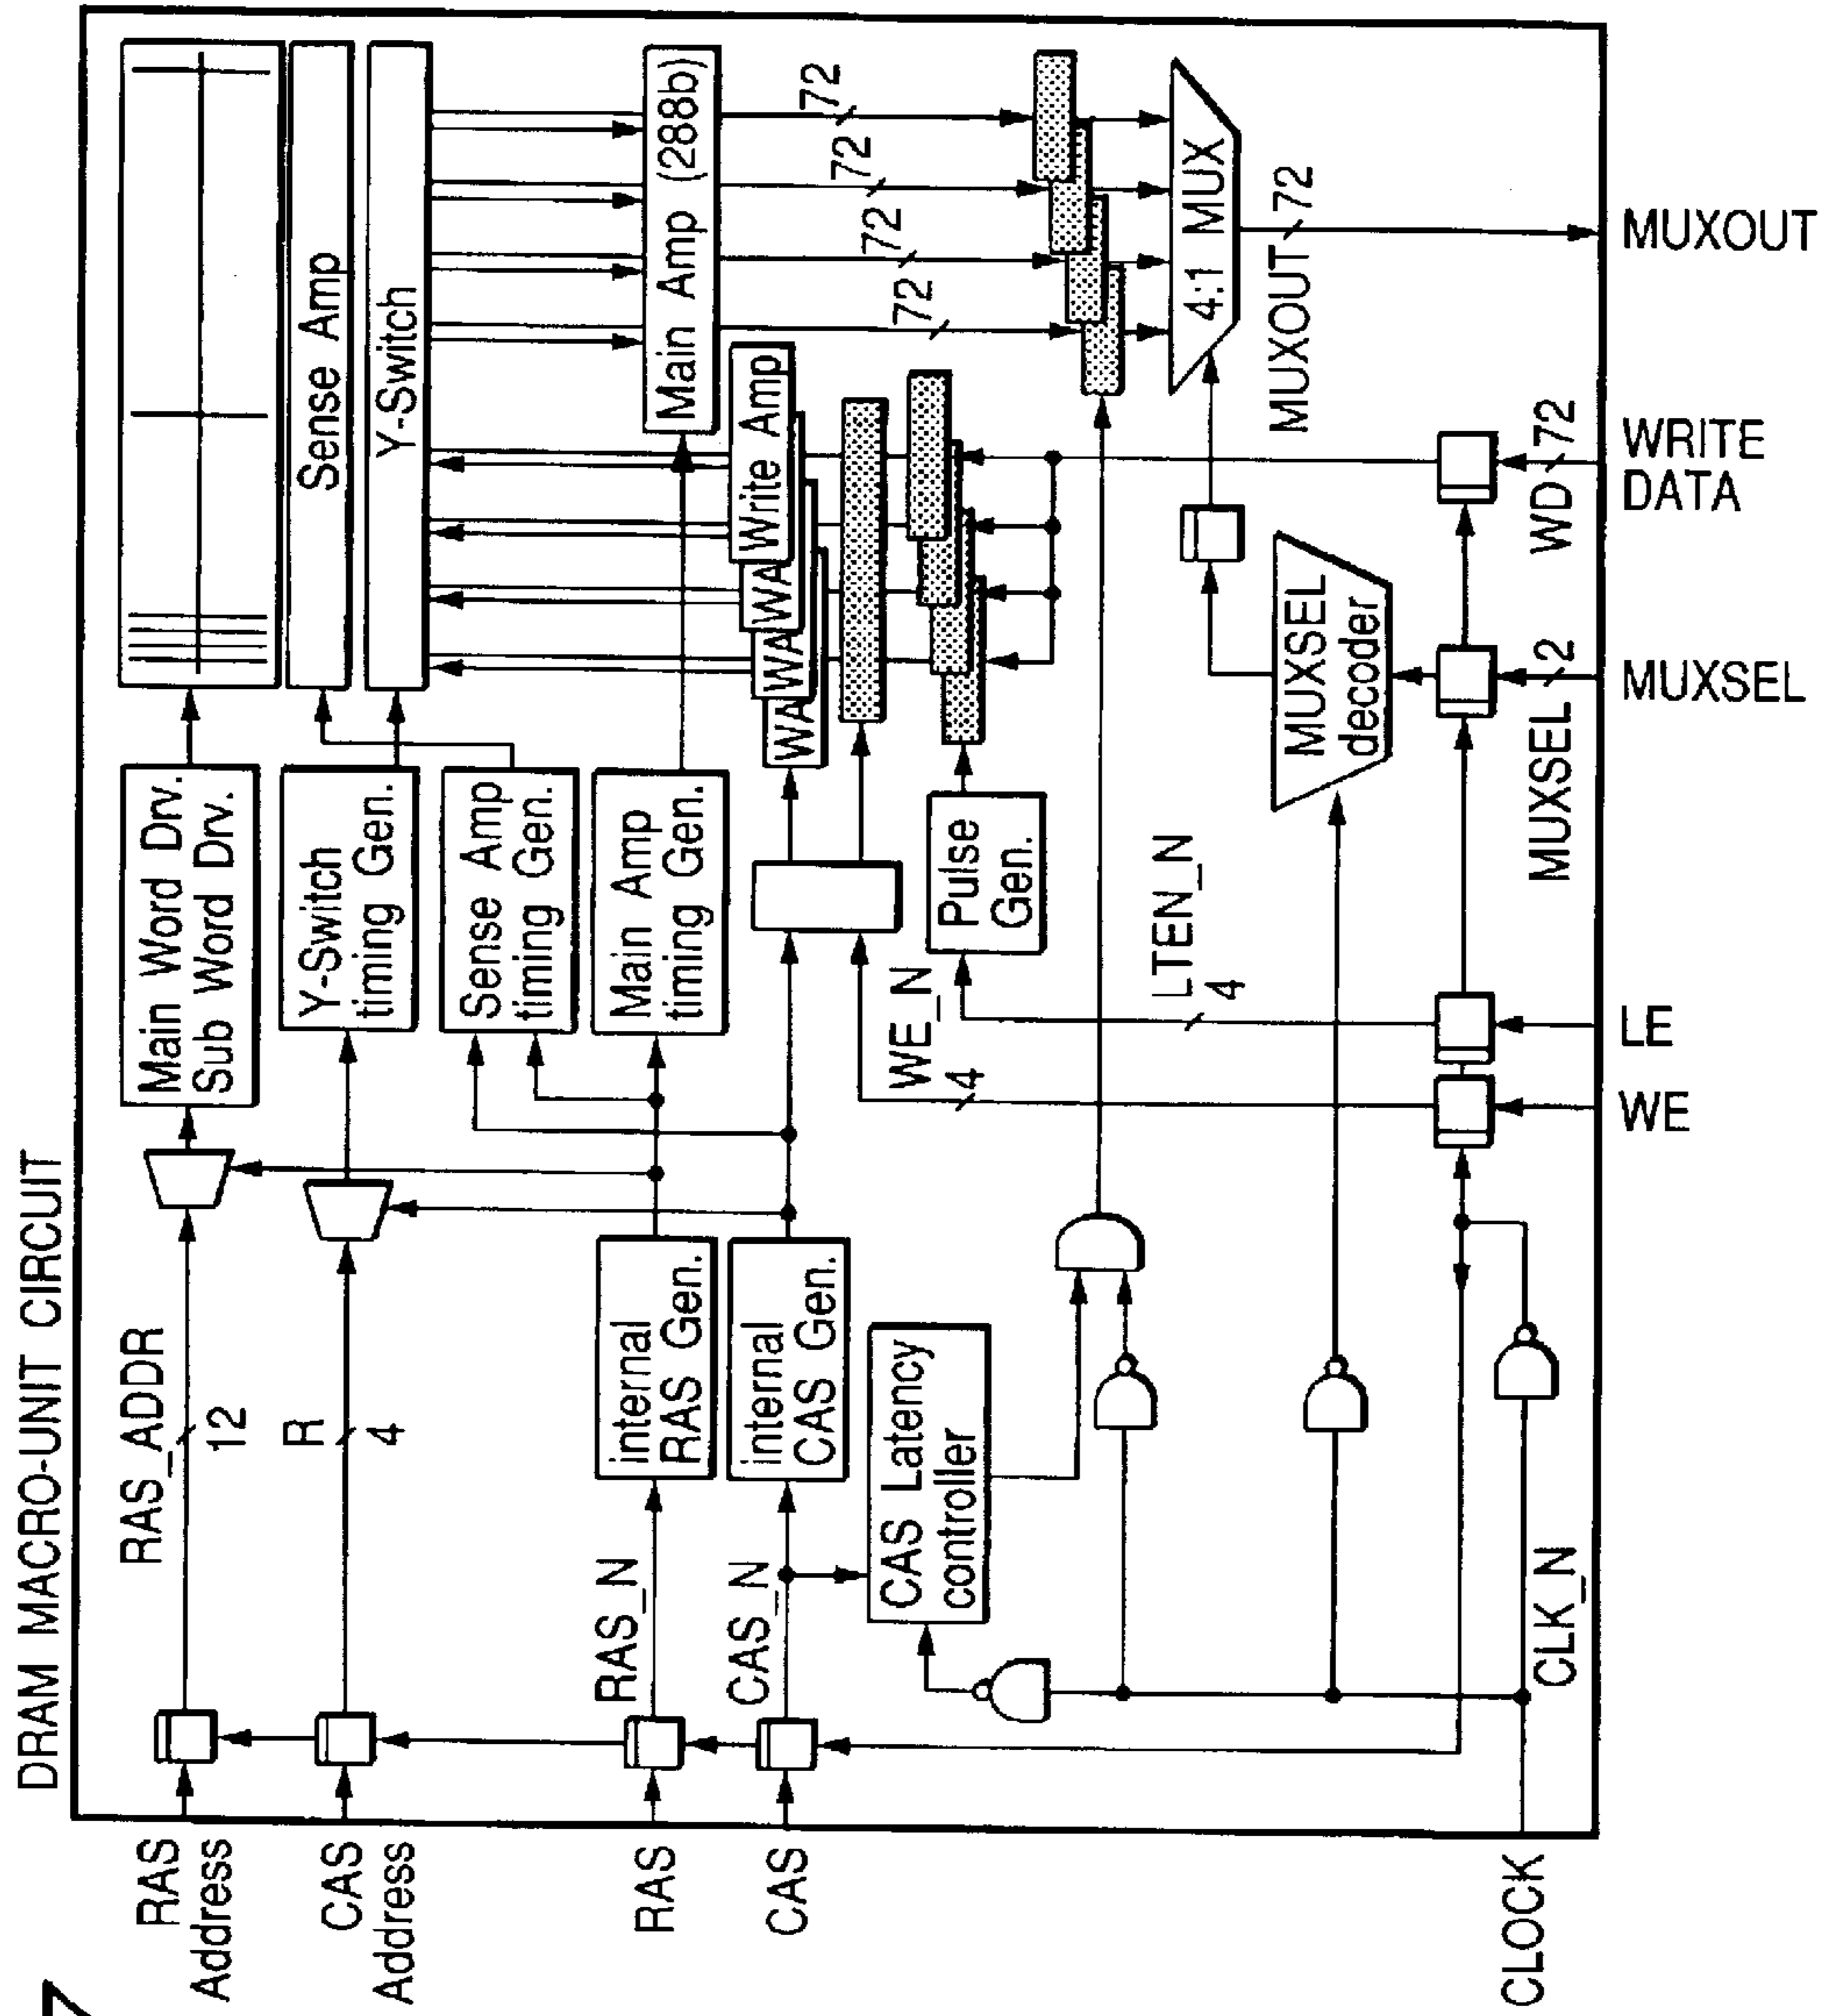 7
DRAM MACRO-UNIT CIRCUIT
RAS
Address
RAS_ADDR
12
Main Word Drv.
Sub Word Drv.
CAS
Address
R
4
Y-Switch
timing Gen.
Sense Amp
Y-Switch
Sense Amp
timing Gen.
RAS
RAS_N
internal
RAS Gen.
Main Amp
timing Gen.
Main Amp (288b)
CAS
CAS_N
internal
CAS Gen.
WA
WA
WA
Write Amp
72
72
72
72
CAS Latency
controller
WE_N
4
Pulse
Gen.
LTEN_N
4
4:1 MUX
MUXSEL
decoder
MUXOUT
72
CLOCK
CLK_N
MUXSEL
2
WD
72
WE
LE
MUXSEL
WRITE
DATA
MUXOUT